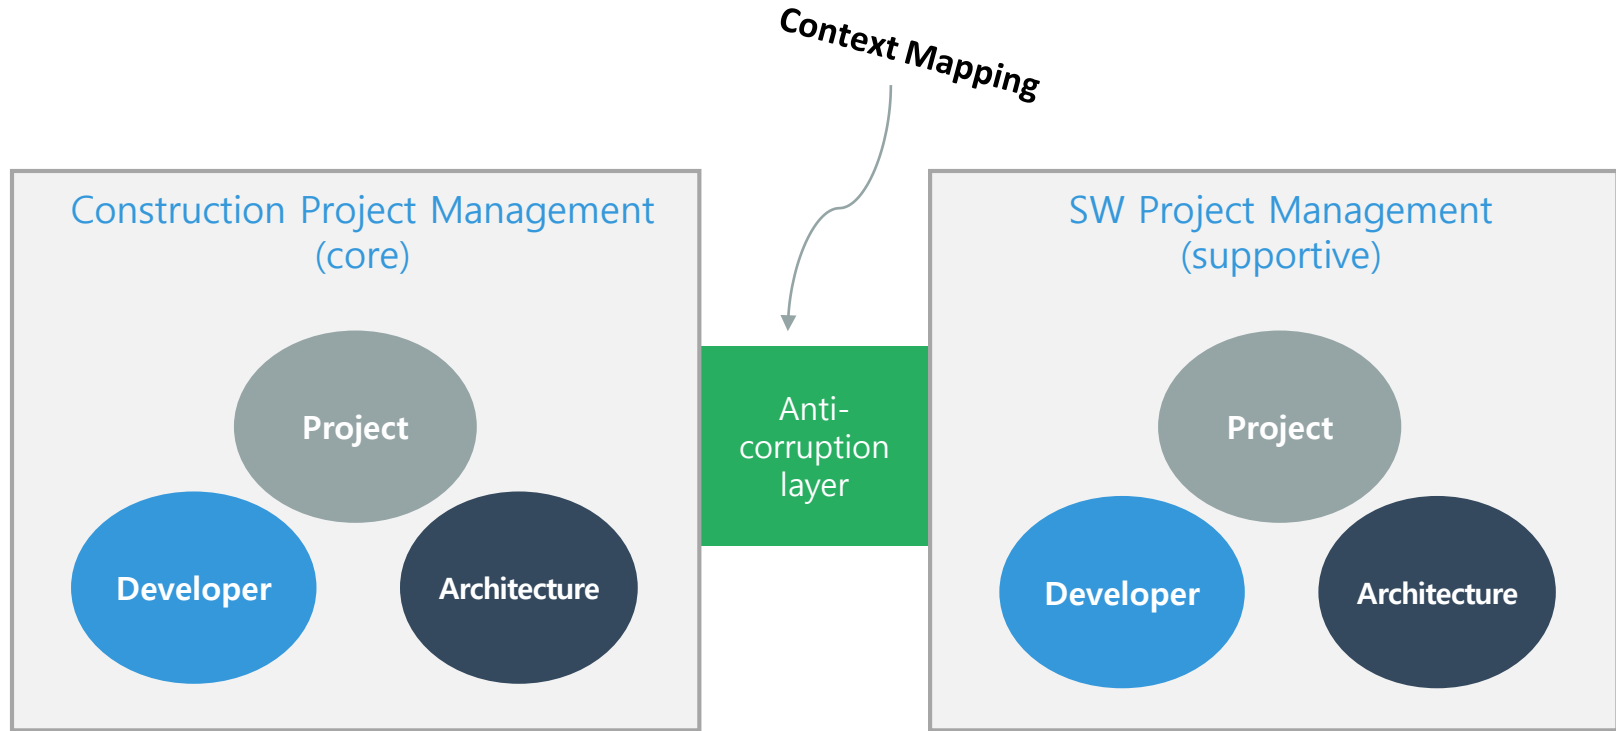 Context Mapping
Construction Project Management
(core)
Project
Developer
Architecture
Anti-
corruption
layer
SW Project Management
(supportive)
Project
Developer
Architecture